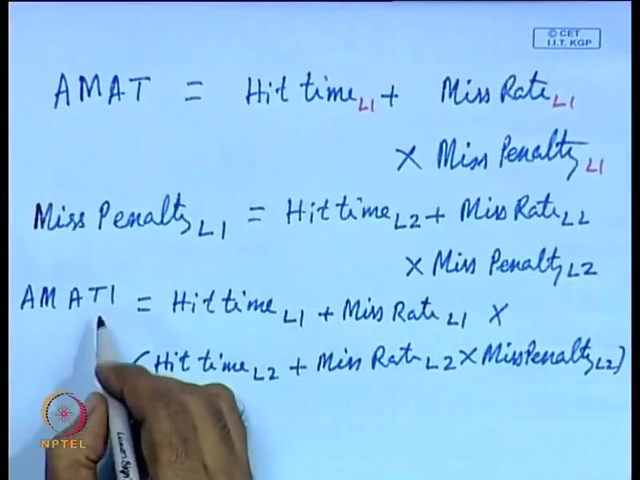 © CET
I.I.T. KGP
AMAT = Hit time L1 + Miss Rate L1
× Miss Penalty L1
Miss Penalty L1 = Hit time L2 + Miss Rate L2
× Miss Penalty L2
AMAT1 = Hit time L1 + Miss Rate L1 ×
(Hit time L2 + Miss Rate L2 × Miss Penalty L2)
NPTEL